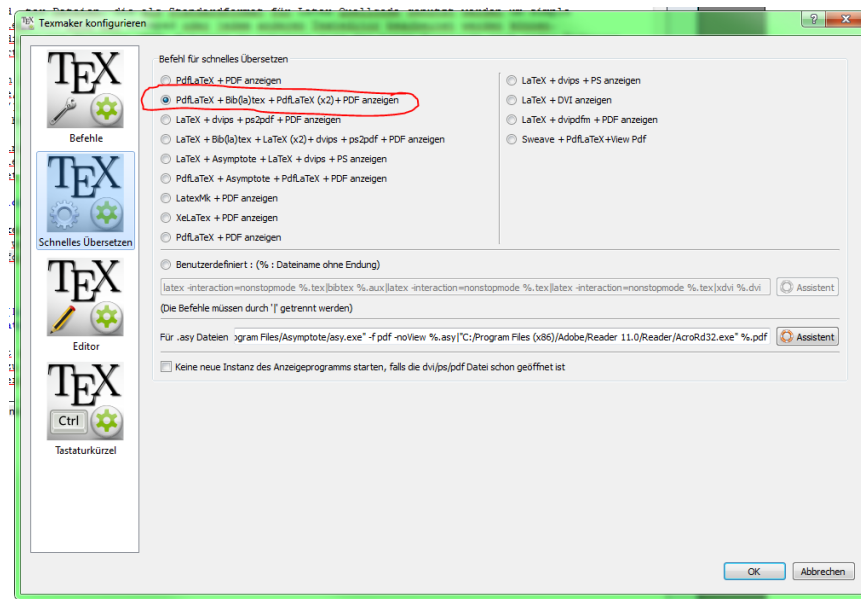 Texmaker konfigurieren
TEX
Befehle
TEX
Schnelles Übersetzen
TEX
Editor
TEX
Ctrl
Tastaturkürzel
Befehl für schnelles Übersetzen
PdfLaTeX + PDF anzeigen
PdfLaTeX + Bib(la)tex + PdfLaTeX (x2)+ PDF anzeigen
LaTeX + dvips + ps2pdf + PDF anzeigen
LaTeX + Bib(la)tex + LaTeX (x2)+ dvips + ps2pdf + PDF anzeigen
LaTeX + Asymptote + LaTeX + dvips + PS anzeigen
PdfLaTeX + Asymptote + PdfLaTeX + PDF anzeigen
LatexMk + PDF anzeigen
XeLaTex + PDF anzeigen
PdfLaTeX + PDF anzeigen
LaTeX + dvips + PS anzeigen
LaTeX + DVI anzeigen
LaTeX + dvipdfm + PDF anzeigen
Sweave + PdfLaTeX+View Pdf
Benutzerdefiniert : (% : Dateiname ohne Endung)
latex -interaction=nonstopmode %.tex|bibtex %.aux|latex -interaction=nonstopmode %.tex|latex -interaction=nonstopmode %.tex|xdvi %.dvi
Assistent
(Die Befehle müssen durch '|' getrennt werden)
Für .asy Dateien
ogram Files/Asymptote/asy.exe" -f pdf -noView %.asy|"C:/Program Files (x86)/Adobe/Reader 11.0/Reader/AcroRd32.exe" %.pdf
Assistent
Keine neue Instanz des Anzeigeprogramms starten, falls die dvi/ps/pdf Datei schon geöffnet ist
OK
Abbrechen